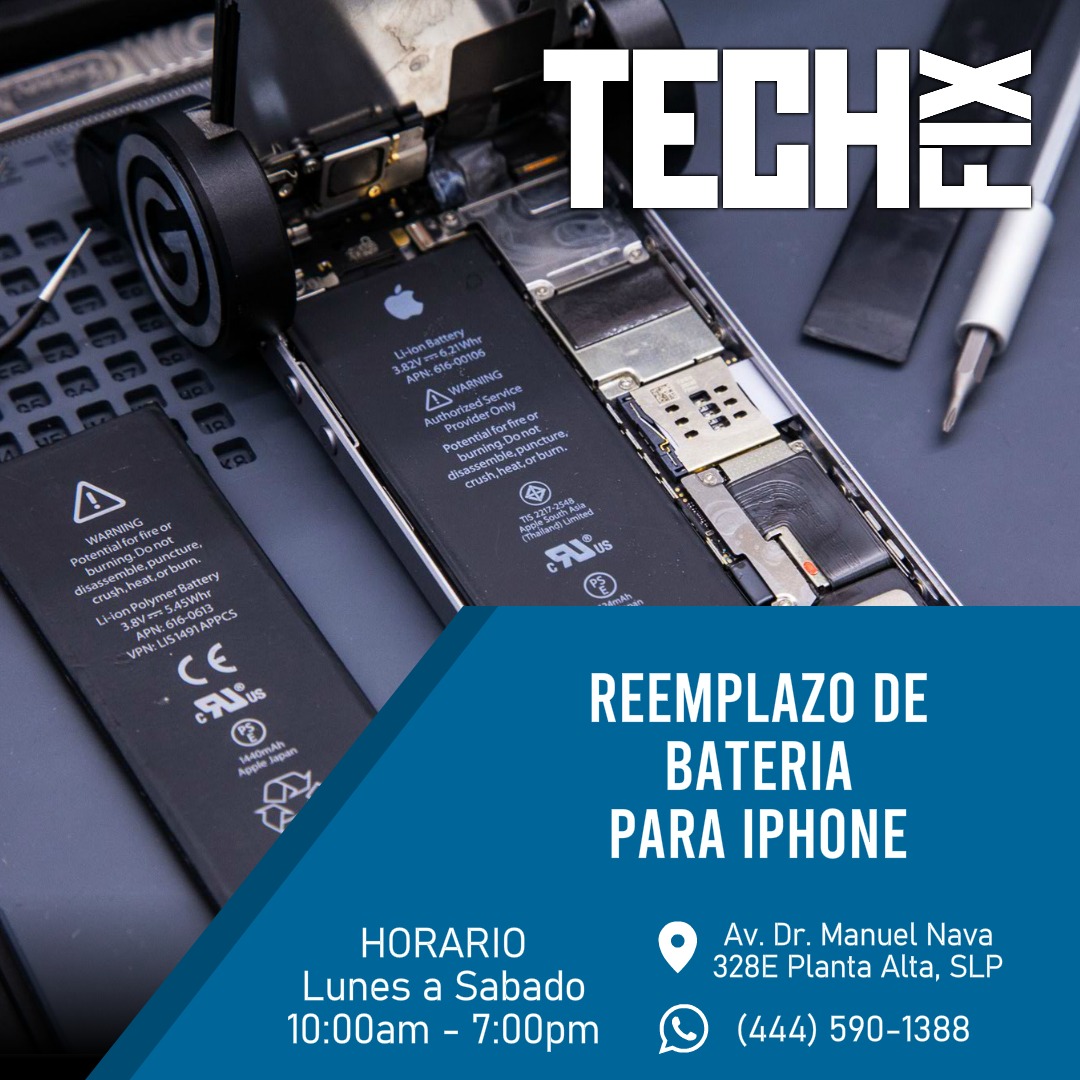 TECH
FIX
Li-ion Battery
3.82V ⎓ 6.21Whr
APN: 616-00106
WARNING
Authorized Service
Provider Only
Potential for fire or
burning. Do not
disassemble, puncture,
crush, heat, or burn.
TIS 2217-2548
Apple South Asia
(Thailand) Limited
US
PS
E
WARNING
Potential for fire or
burning. Do not
disassemble, puncture,
crush, heat, or burn.
Li-ion Polymer Battery
3.8V ⎓ 5.45Whr
APN: 616-0613
VPN: LIS1491APPCS
CE
US
PS
E
1440mAh
Apple Japan
REEMPLAZO DE
BATERIA
PARA IPHONE
HORARIO
Lunes a Sabado
10:00am - 7:00pm
Av. Dr. Manuel Nava
328E Planta Alta, SLP
(444) 590-1388